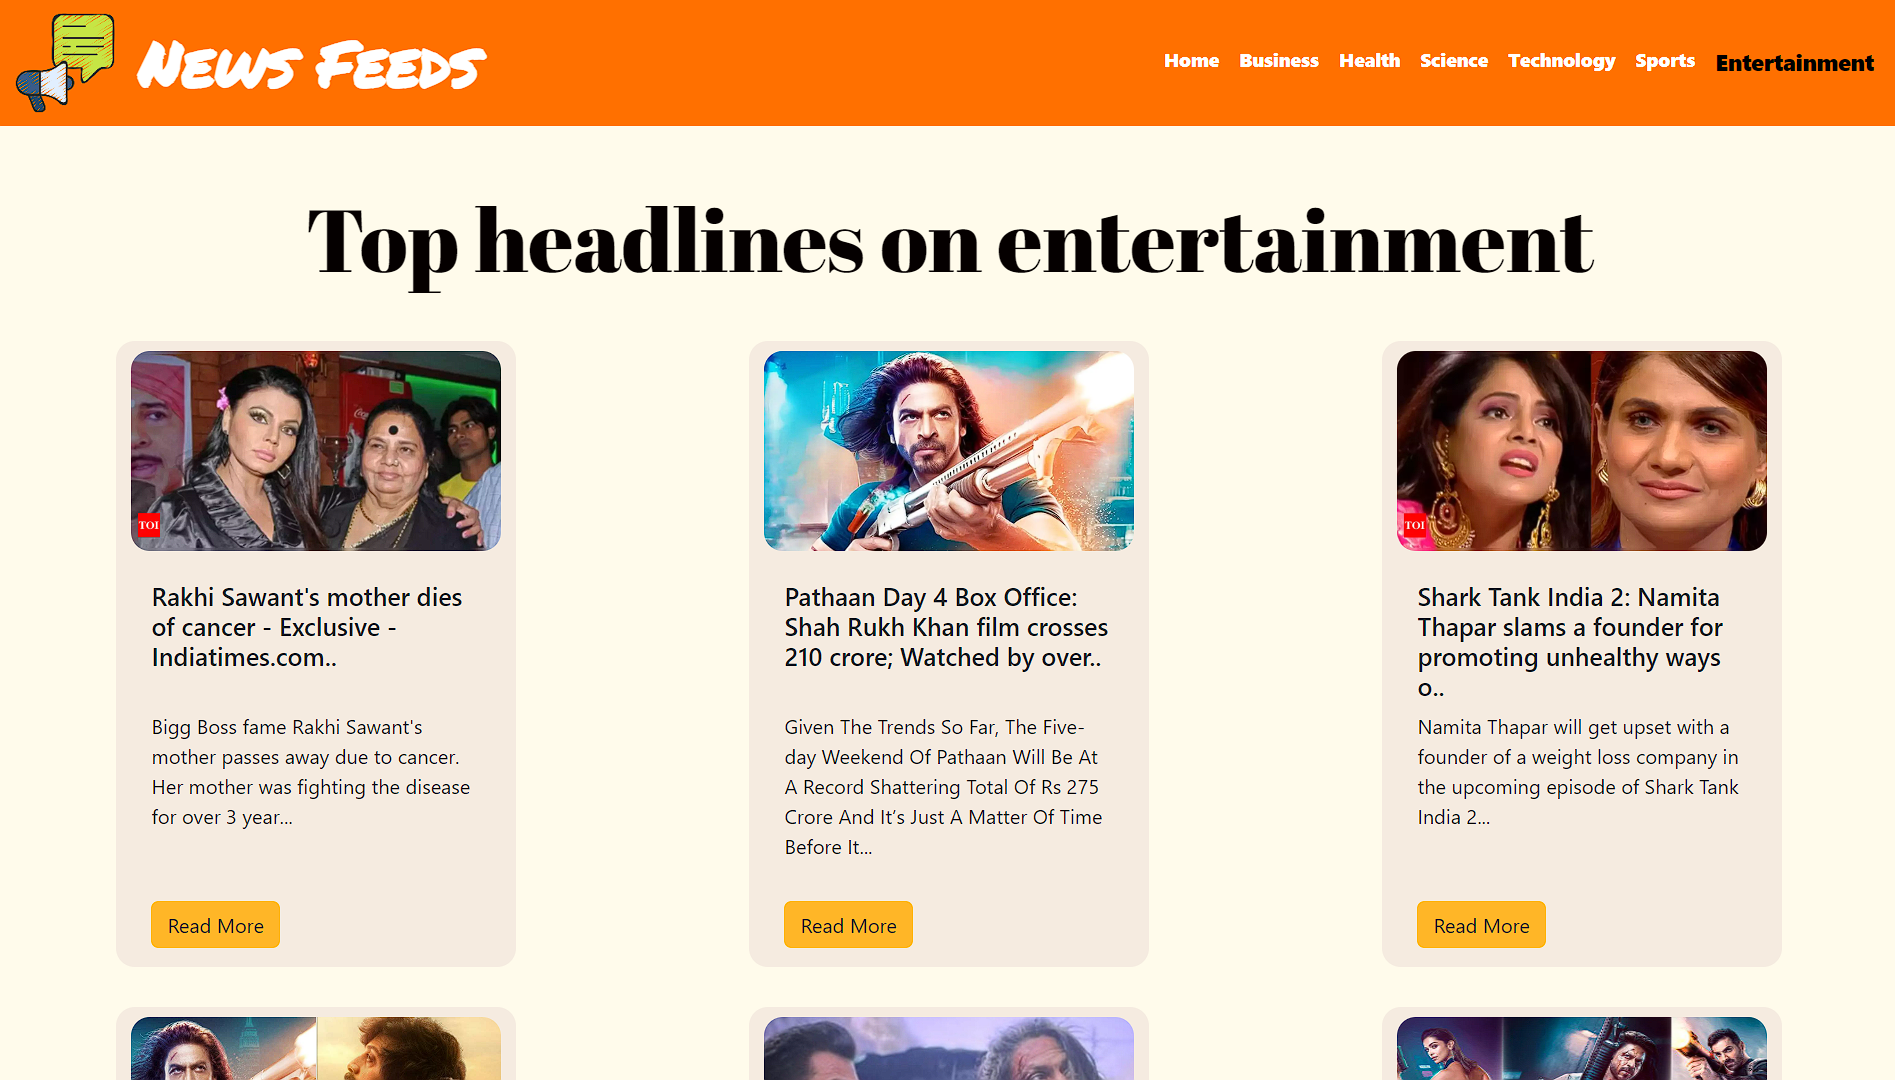 News Feeds
Home Business Health Science Technology Sports Entertainment
Top headlines on entertainment
TOI
Rakhi Sawant's mother dies
of cancer - Exclusive -
Indiatimes.com..
Bigg Boss fame Rakhi Sawant's
mother passes away due to cancer.
Her mother was fighting the disease
for over 3 year...
Read More
Pathaan Day 4 Box Office:
Shah Rukh Khan film crosses
210 crore; Watched by over..
Given The Trends So Far, The Five-
day Weekend Of Pathaan Will Be At
A Record Shattering Total Of Rs 275
Crore And It’s Just A Matter Of Time
Before It...
Read More
TOI
Shark Tank India 2: Namita
Thapar slams a founder for
promoting unhealthy ways
o..
Namita Thapar will get upset with a
founder of a weight loss company in
the upcoming episode of Shark Tank
India 2...
Read More